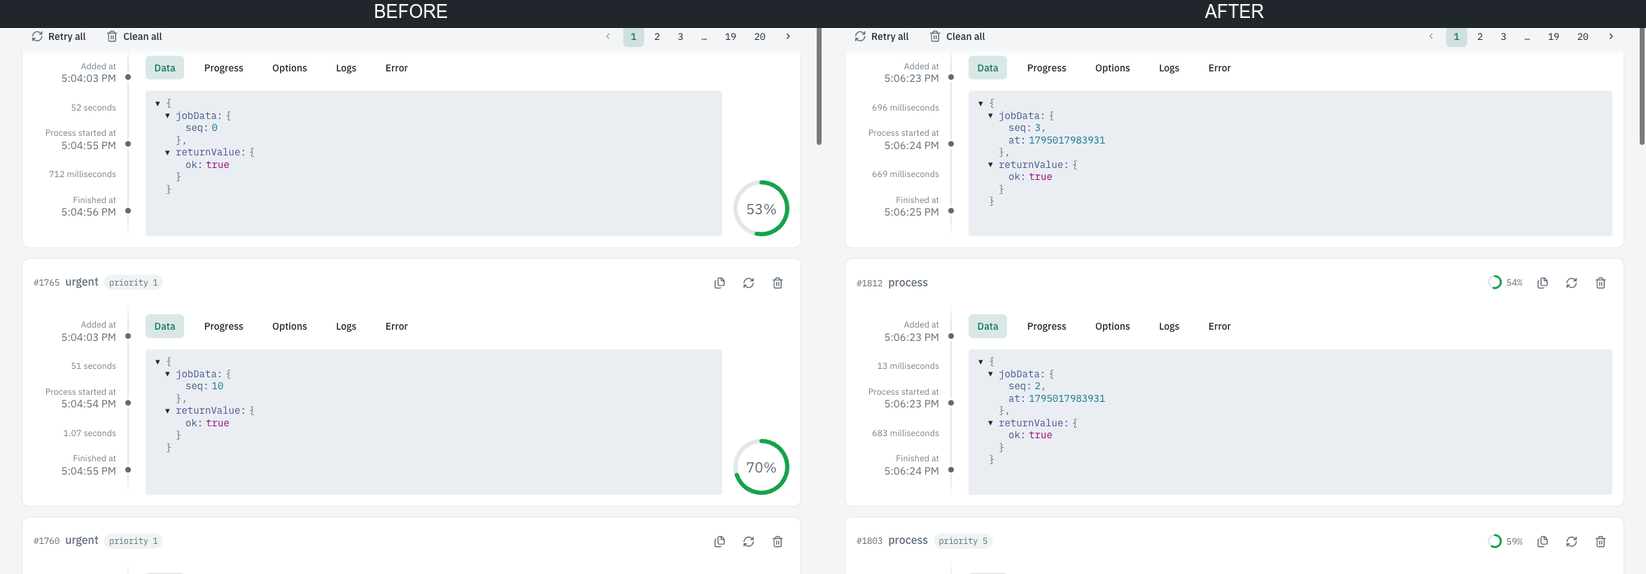 BEFORE
AFTER
Retry all Clean all ‹ 1 2 3 … 19 20 ›
Added at
5:04:03 PM
52 seconds
Process started at
5:04:55 PM
712 milliseconds
Finished at
5:04:56 PM
Data Progress Options Logs Error
{
jobData: {
seq: 0
},
returnValue: {
ok: true
}
}
53%
#1765 urgent priority 1
Added at
5:04:03 PM
51 seconds
Process started at
5:04:54 PM
1.07 seconds
Finished at
5:04:55 PM
Data Progress Options Logs Error
{
jobData: {
seq: 10
},
returnValue: {
ok: true
}
}
70%
#1760 urgent priority 1
Retry all Clean all ‹ 1 2 3 … 19 20 ›
Added at
5:06:23 PM
696 milliseconds
Process started at
5:06:24 PM
669 milliseconds
Finished at
5:06:25 PM
Data Progress Options Logs Error
{
jobData: {
seq: 3,
at: 1795017983931
},
returnValue: {
ok: true
}
}
#1812 process 54%
Added at
5:06:23 PM
13 milliseconds
Process started at
5:06:23 PM
683 milliseconds
Finished at
5:06:24 PM
Data Progress Options Logs Error
{
jobData: {
seq: 2,
at: 1795017983931
},
returnValue: {
ok: true
}
}
#1803 process priority 5 59%